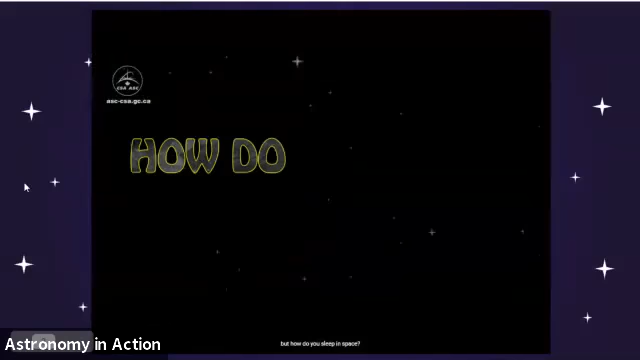 CSA ASC
asc-csa.gc.ca
HOW DO
but how do you sleep in space?
Astronomy in Action